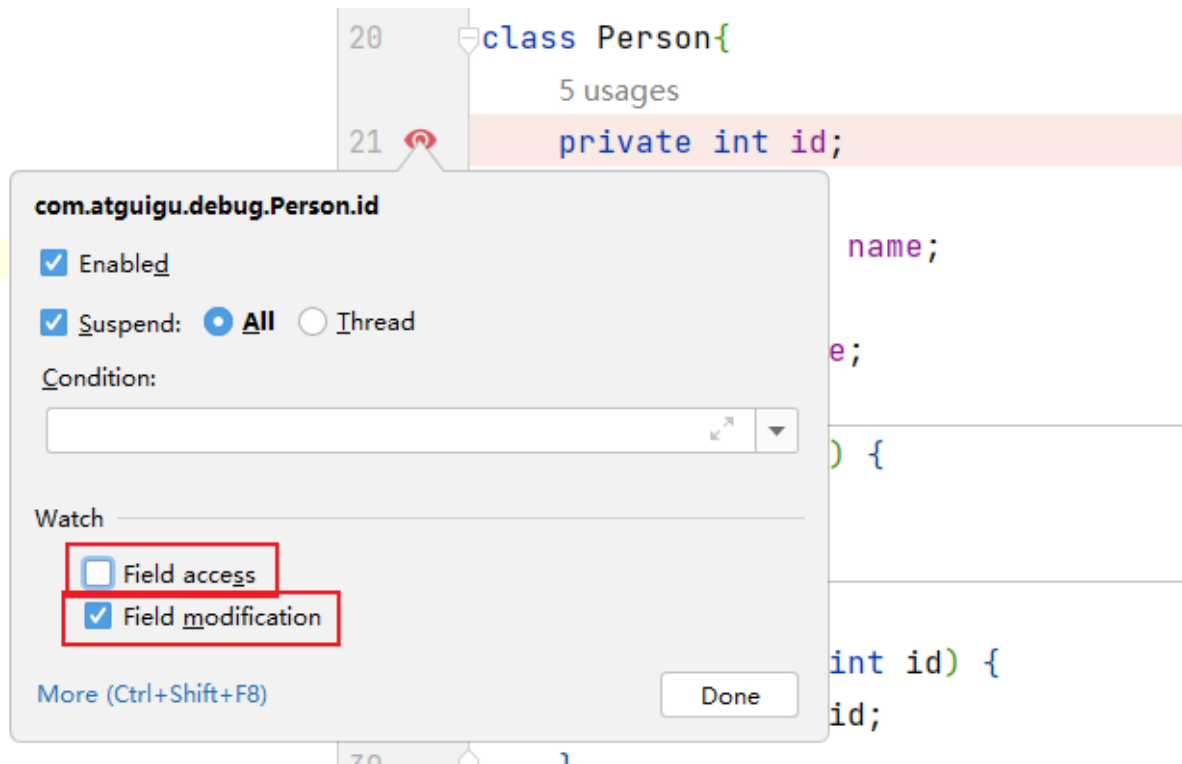 20 class Person{
5 usages
21 private int id;
com.atguigu.debug.Person.id
Enabled
name;
Suspend: All Thread
e;
Condition:
) {
Watch
Field access
Field modification
int id) {
More (Ctrl+Shift+F8) Done
id;
}